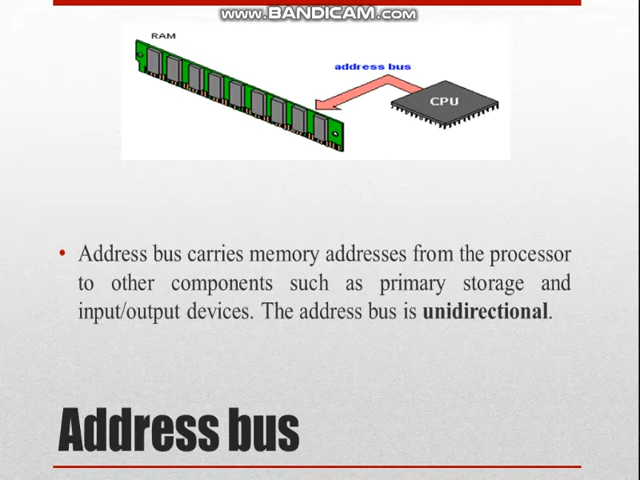 www.BANDICAM.com
RAM
address bus
CPU
• Address bus carries memory addresses from the processor
to other components such as primary storage and
input/output devices. The address bus is unidirectional.
Address bus